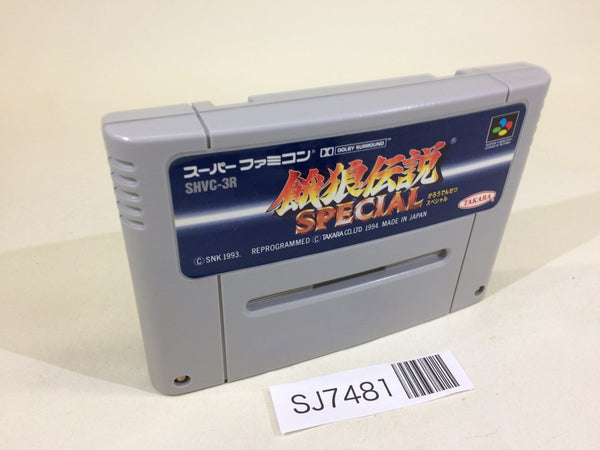 スーパーファミコン® DOLBY SURROUND™
SHVC-3R
餓狼伝説®
SPECIAL
がろうでんせつ
スペシャル
TAKARA
ⒸSNK 1993. REPROGRAMMED Ⓒ TAKARA CO.,LTD 1994. MADE IN JAPAN
SJ7481